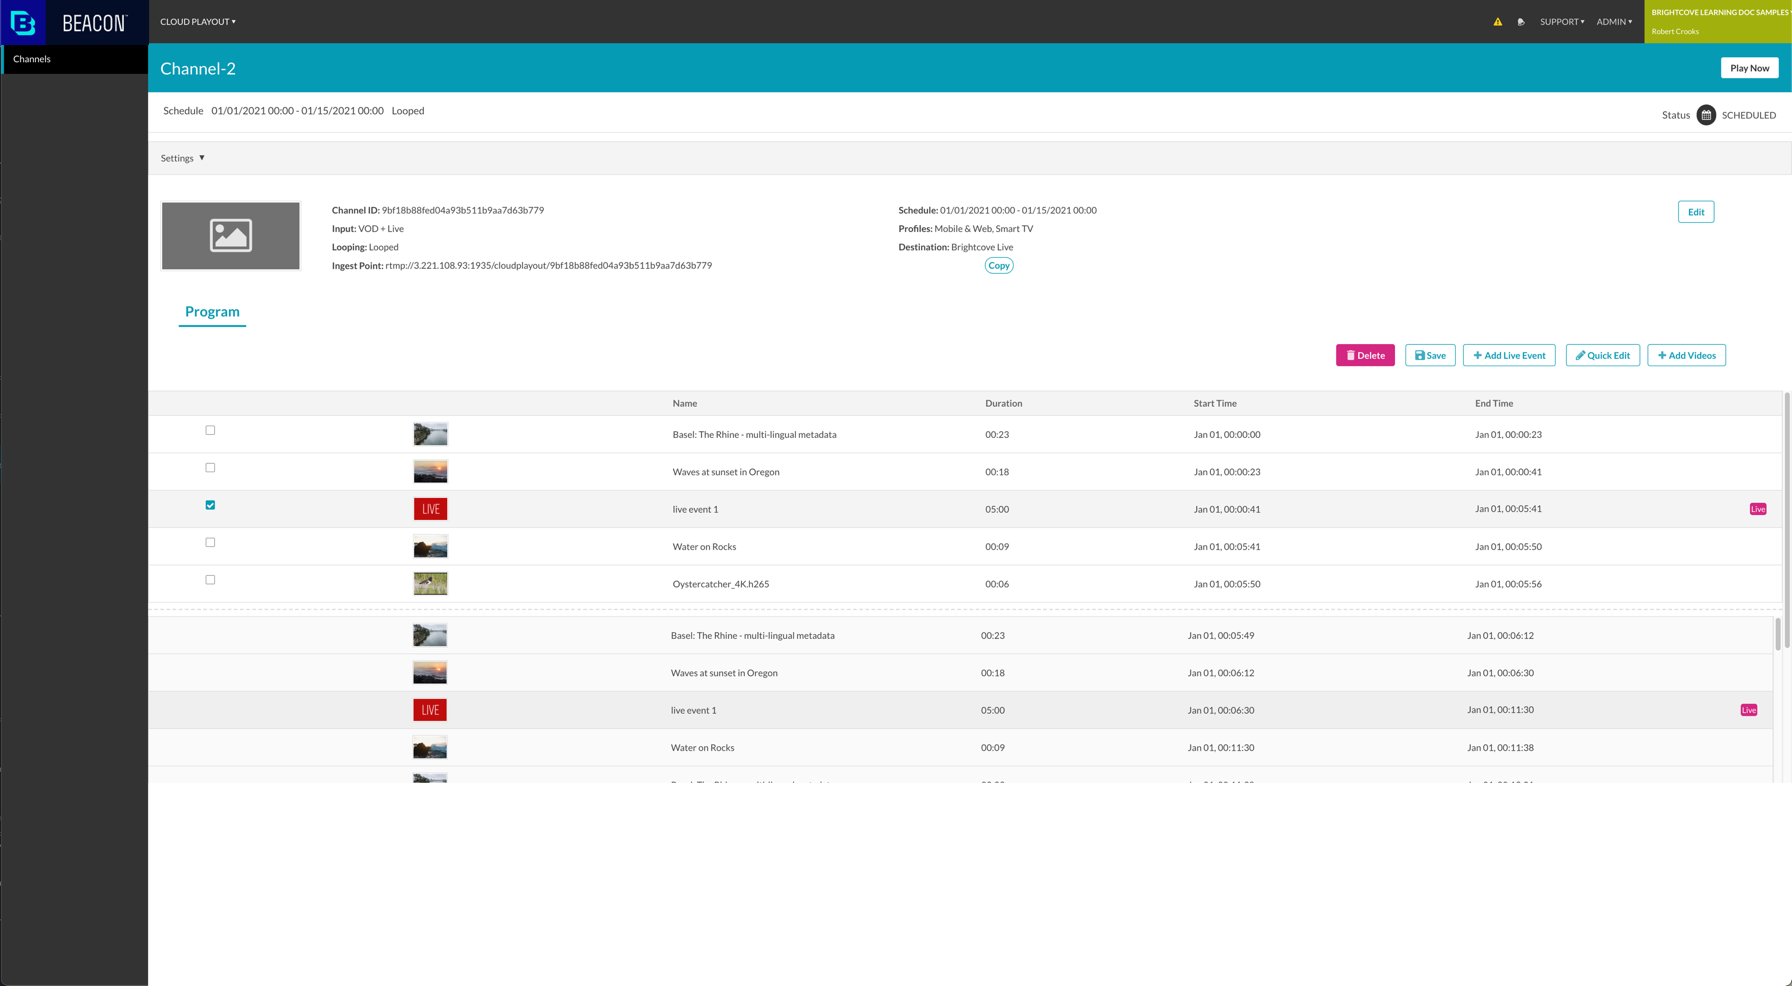 BEACON
CLOUD PLAYOUT
SUPPORT
ADMIN
BRIGHTCOVE LEARNING DOC SAMPLES
Robert Crooks
Channels
Channel-2
Play Now
Schedule 01/01/2021 00:00 - 01/15/2021 00:00 Looped
Status SCHEDULED
Settings
Channel ID: 9bf18b88fed04a93b511b9aa7d63b779
Input: VOD + Live
Looping: Looped
Ingest Point: rtmp://3.221.108.93:1935/cloudplayout/9bf18b88fed04a93b511b9aa7d63b779
Schedule: 01/01/2021 00:00 - 01/15/2021 00:00
Profiles: Mobile & Web, Smart TV
Destination: Brightcove Live
Copy
Edit
Program
Delete Save + Add Live Event Quick Edit + Add Videos
Name Duration Start Time End Time
Basel: The Rhine - multi-lingual metadata 00:23 Jan 01, 00:00:00 Jan 01, 00:00:23
Waves at sunset in Oregon 00:18 Jan 01, 00:00:23 Jan 01, 00:00:41
LIVE live event 1 05:00 Jan 01, 00:00:41 Jan 01, 00:05:41 Live
Water on Rocks 00:09 Jan 01, 00:05:41 Jan 01, 00:05:50
Oystercatcher_4K.h265 00:06 Jan 01, 00:05:50 Jan 01, 00:05:56
Basel: The Rhine - multi-lingual metadata 00:23 Jan 01, 00:05:49 Jan 01, 00:06:12
Waves at sunset in Oregon 00:18 Jan 01, 00:06:12 Jan 01, 00:06:30
LIVE live event 1 05:00 Jan 01, 00:06:30 Jan 01, 00:11:30 Live
Water on Rocks 00:09 Jan 01, 00:11:30 Jan 01, 00:11:38